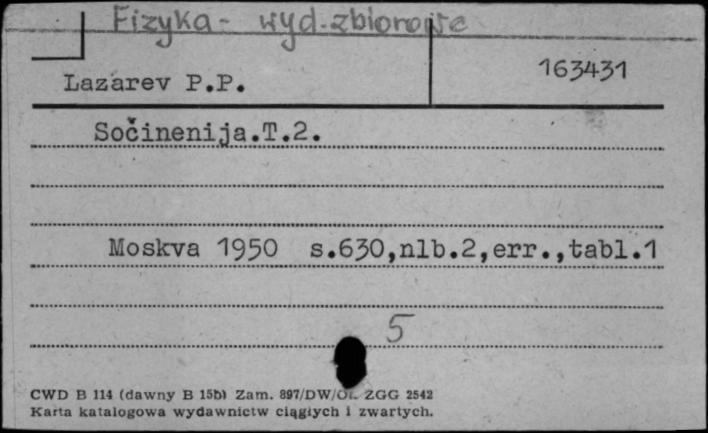 Fizyka - wyd. zbiorowe
Lazarev P.P.
163431
Sočinenija.T.2.
Moskva 1950 s.630,nlb.2,err.,tabl.1
5
CWD B 114 (dawny B 15b) Zam. 897/DW/ ZGG 2542
Karta katalogowa wydawnictw ciągłych i zwartych.